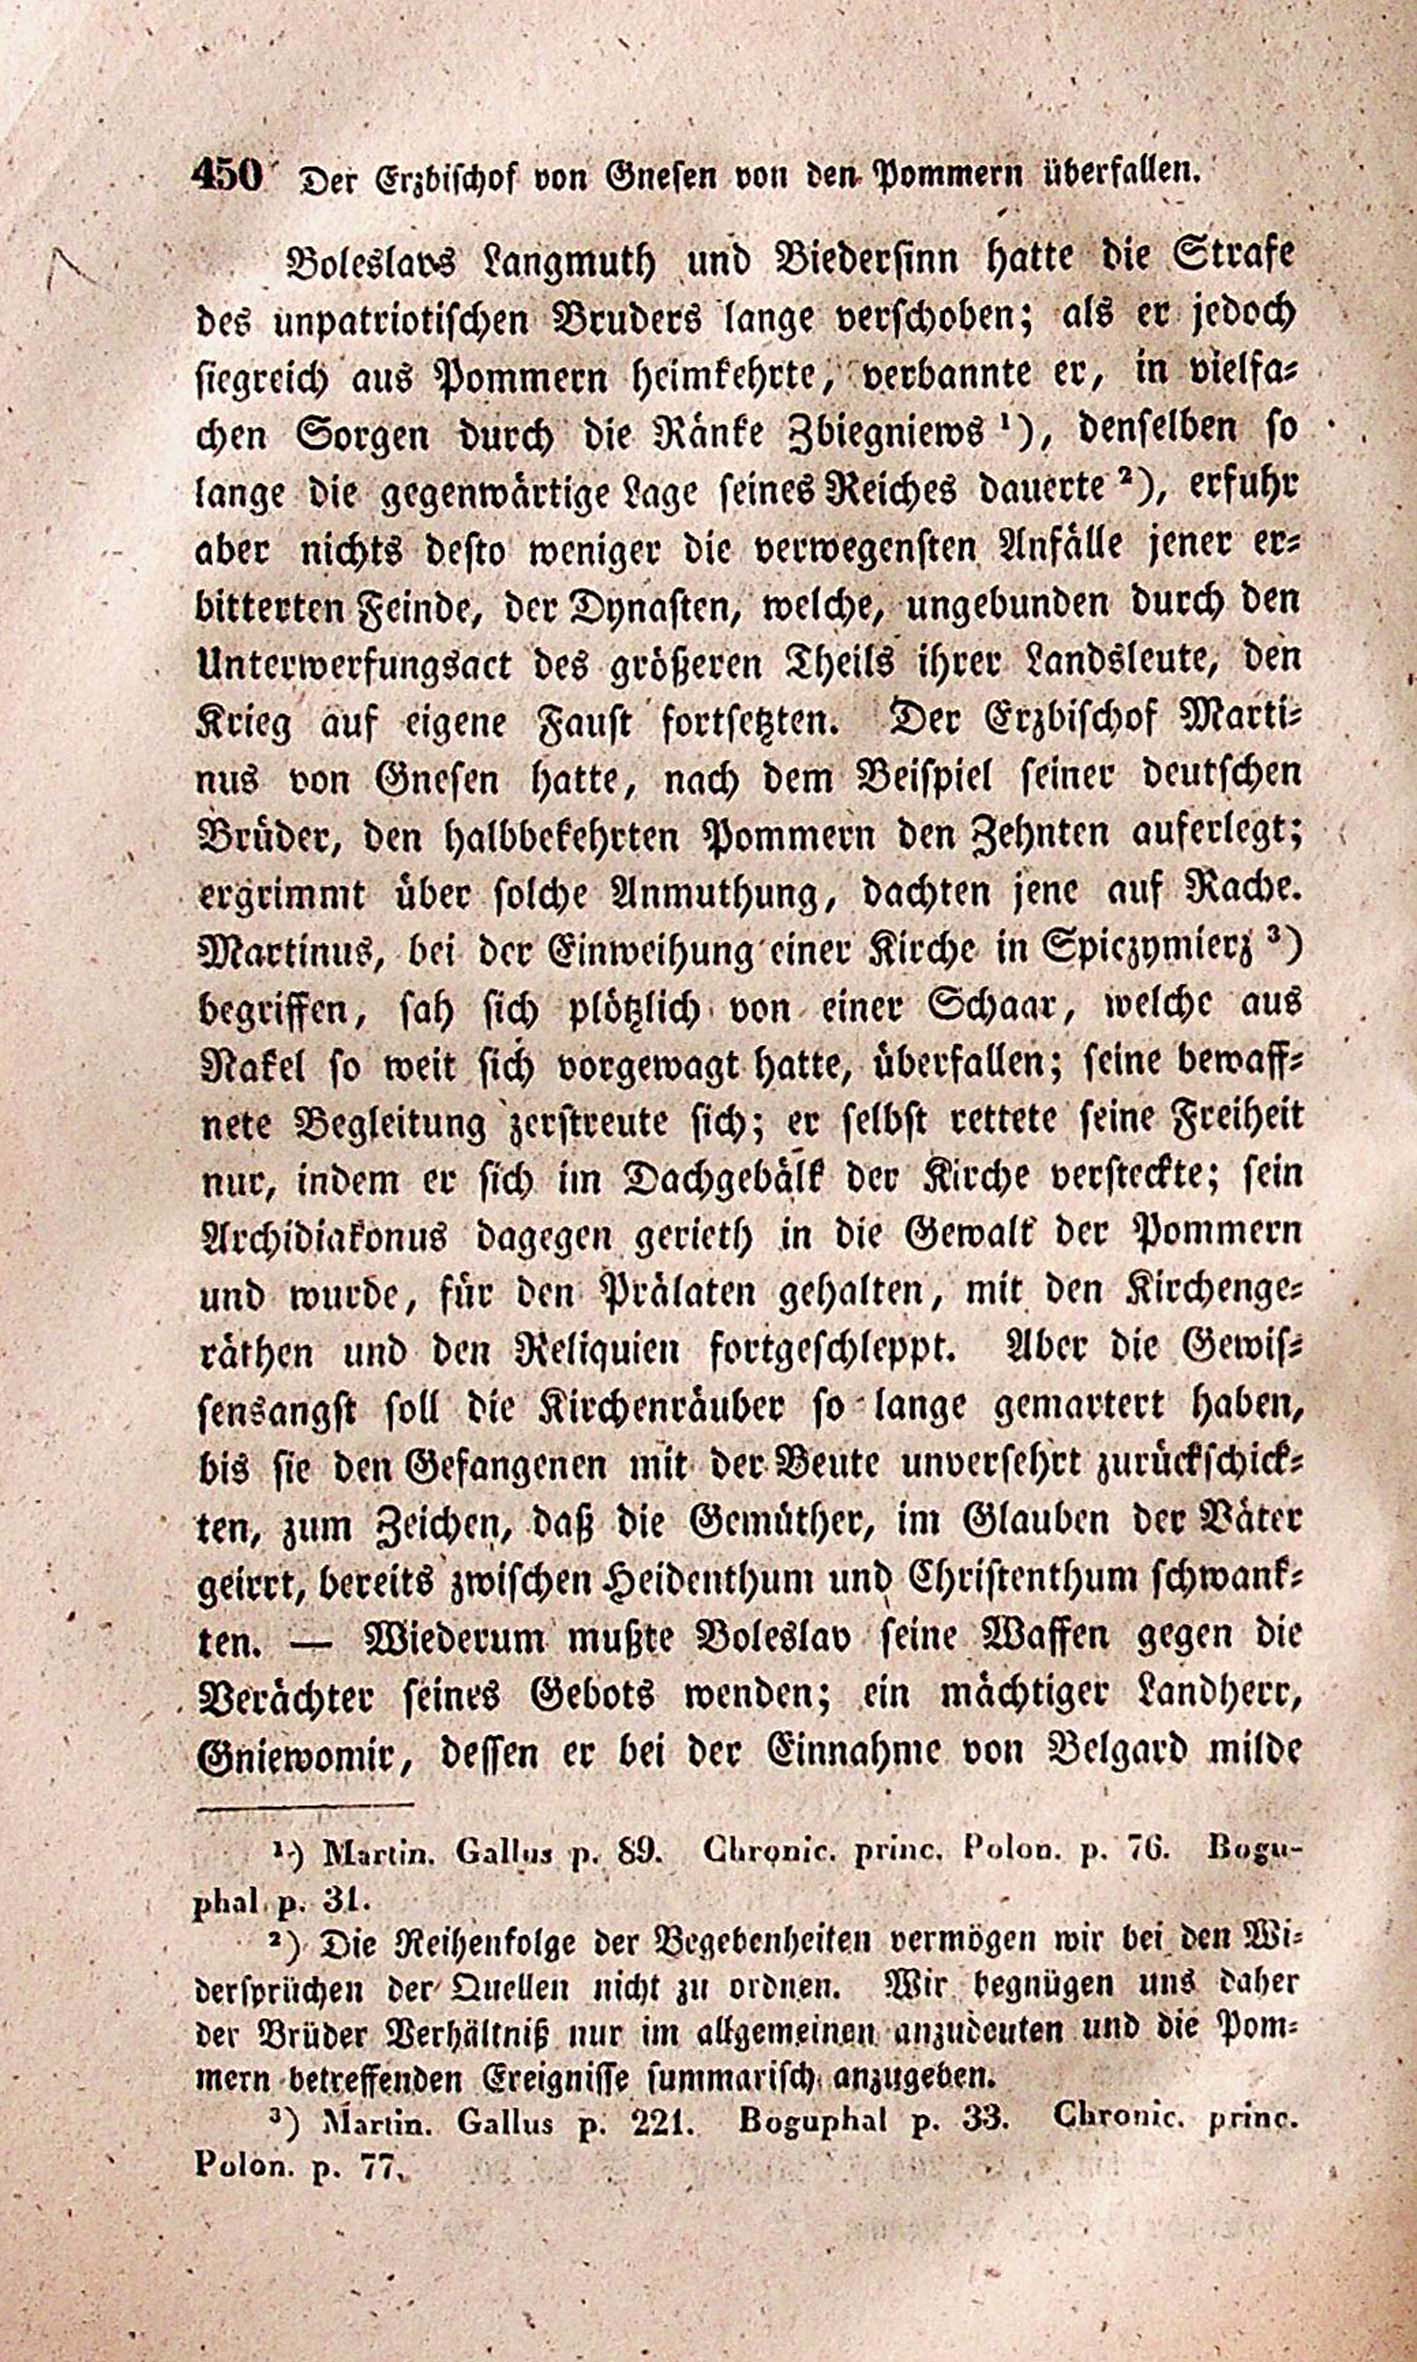 450 Der Erzbischof von Gnesen von den Pommern überfallen.
Boleslavs Langmuth und Biedersinn hatte die Strafe
des unpatriotischen Bruders lange verschoben; als er jedoch
siegreich aus Pommern heimkehrte, verbannte er, in vielfa-
chen Sorgen durch die Ränke Zbiegniews ¹), denselben so
lange die gegenwärtige Lage seines Reiches dauerte ²), erfuhr
aber nichts desto weniger die verwegensten Anfälle jener er-
bitterten Feinde, der Dynasten, welche, ungebunden durch den
Unterwerfungsact des größeren Theils ihrer Landsleute, den
Krieg auf eigene Faust fortsetzten. Der Erzbischof Marti-
nus von Gnesen hatte, nach dem Beispiel seiner deutschen
Brüder, den halbbekehrten Pommern den Zehnten auferlegt;
ergrimmt über solche Anmuthung, dachten jene auf Rache.
Martinus, bei der Einweihung einer Kirche in Spiczymierz ³)
begriffen, sah sich plötzlich von einer Schaar, welche aus
Nakel so weit sich vorgewagt hatte, überfallen; seine bewaff-
nete Begleitung zerstreute sich; er selbst rettete seine Freiheit
nur, indem er sich im Dachgebälk der Kirche versteckte; sein
Archidiakonus dagegen gerieth in die Gewalt der Pommern
und wurde, für den Prälaten gehalten, mit den Kirchenge-
räthen und den Reliquien fortgeschleppt. Aber die Gewis-
sensangst soll die Kirchenräuber so lange gemartert haben,
bis sie den Gefangenen mit der Beute unversehrt zurückschick-
ten, zum Zeichen, daß die Gemüther, im Glauben der Väter
geirrt, bereits zwischen Heidenthum und Christenthum schwank-
ten. — Wiederum mußte Boleslav seine Waffen gegen die
Verächter seines Gebots wenden; ein mächtiger Landherr,
Gniewomir, dessen er bei der Einnahme von Belgard milde
¹) Martin. Gallus p. 89. Chronic. princ. Polon. p. 76. Bogu-
phal p. 31.
²) Die Reihenfolge der Begebenheiten vermögen wir bei den Wi-
dersprüchen der Quellen nicht zu ordnen. Wir begnügen uns daher
der Brüder Verhältniß nur im allgemeinen anzudeuten und die Pom-
mern betreffenden Ereignisse summarisch anzugeben.
³) Martin. Gallus p. 221. Boguphal p. 33. Chronic. princ.
Polon. p. 77.